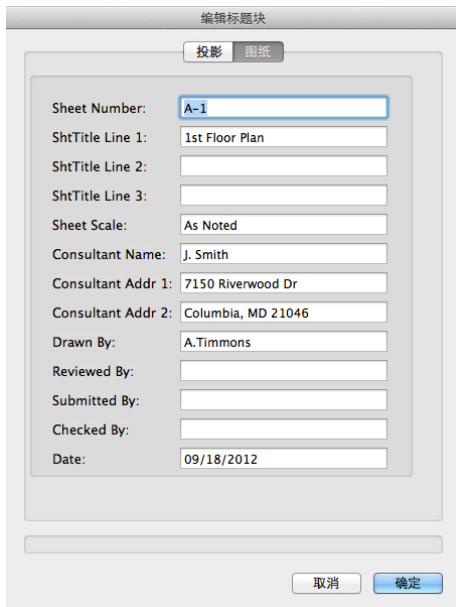 编辑标题块
投影 图纸
Sheet Number: A-1
ShtTitle Line 1: 1st Floor Plan
ShtTitle Line 2:
ShtTitle Line 3:
Sheet Scale: As Noted
Consultant Name: J. Smith
Consultant Addr 1: 7150 Riverwood Dr
Consultant Addr 2: Columbia, MD 21046
Drawn By: A.Timmons
Reviewed By:
Submitted By:
Checked By:
Date: 09/18/2012
取消 确定